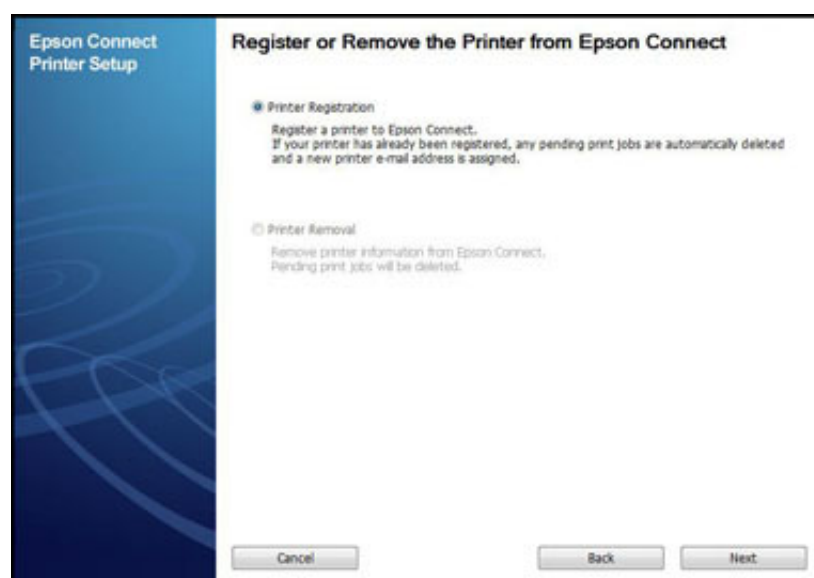 Epson Connect
Printer Setup
Register or Remove the Printer from Epson Connect
Printer Registration
Register a printer to Epson Connect.
If your printer has already been registered, any pending print jobs are automatically deleted
and a new printer e-mail address is assigned.
Printer Removal
Remove printer information from Epson Connect.
Pending print jobs will be deleted.
Cancel
Back
Next